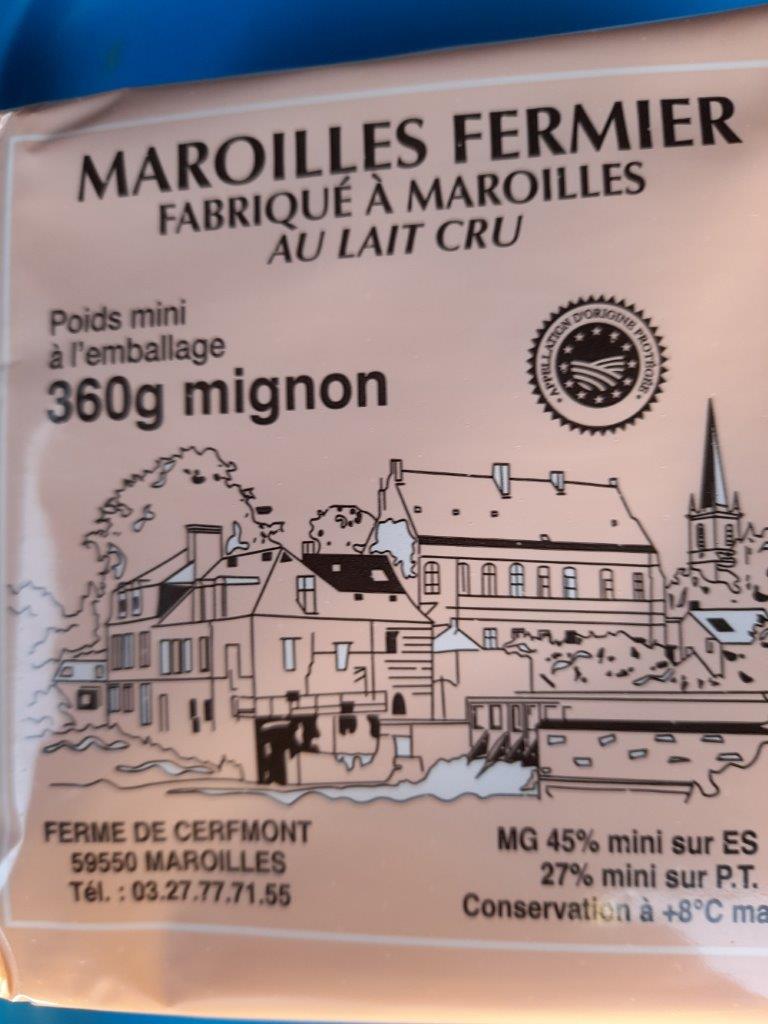 MAROILLES FERMIER
FABRIQUÉ À MAROILLES
AU LAIT CRU
Poids mini
à l'emballage
360g mignon
APPELLATION D'ORIGINE PROTÉGÉE
FERME DE CERFMONT
59550 MAROILLES
Tél. : 03.27.77.71.55
MG 45% mini sur ES
27% mini sur P.T.
Conservation à +8°C ma